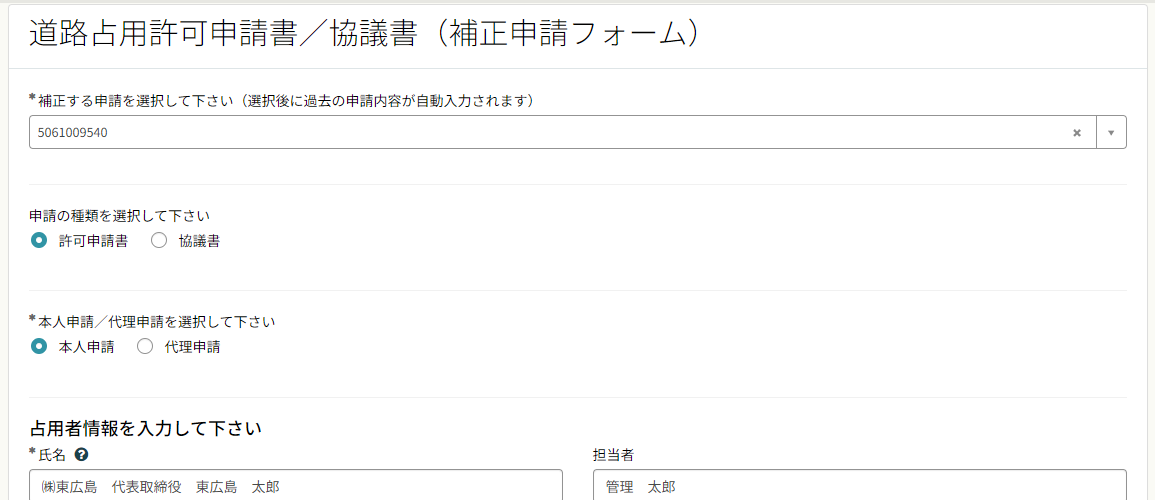 道路占用許可申請書／協議書（補正申請フォーム）
*補正する申請を選択して下さい（選択後に過去の申請内容が自動入力されます）
5061009540
申請の種類を選択して下さい
許可申請書 協議書
*本人申請／代理申請を選択して下さい
本人申請 代理申請
占用者情報を入力して下さい
*氏名 担当者
㈱東広島　代表取締役　東広島　太郎 管理　太郎